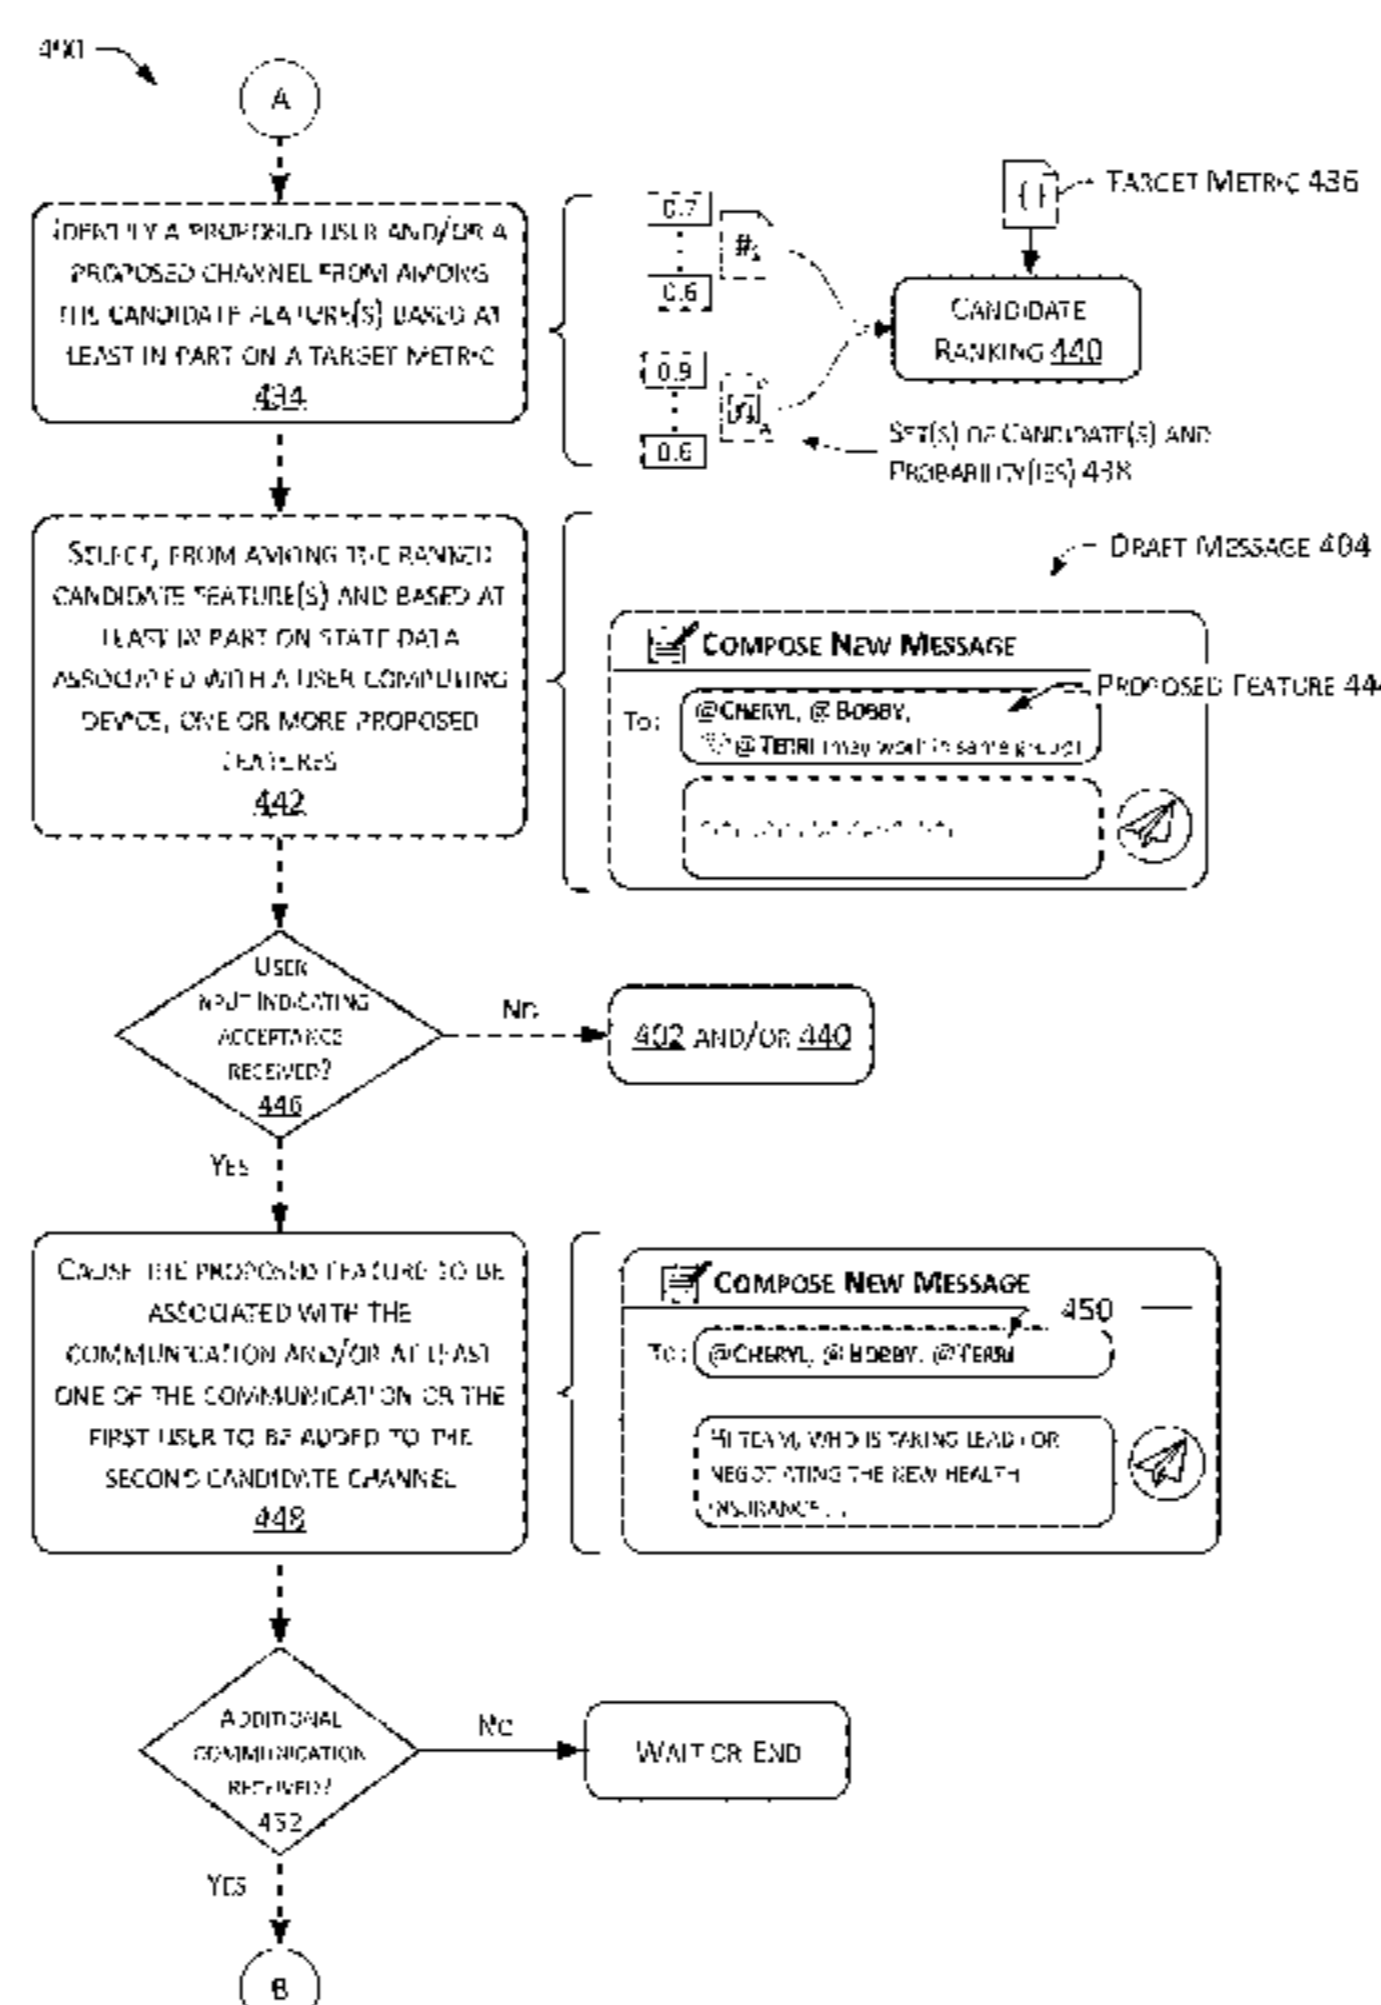 400
A
IDENTIFY A PROPOSED USER AND/OR A
PROPOSED CHANNEL FROM AMONG
THE CANDIDATE FEATURE(S) BASED AT
LEAST IN PART ON A TARGET METRIC
434
0.7
#
0.6
0.9
0.6
TARGET METRIC 436
{ }
CANDIDATE
RANKING 440
SET(S) OF CANDIDATE(S) AND
PROBABILITY(IES) 438
SELECT, FROM AMONG THE RANKED
CANDIDATE FEATURE(S) AND BASED AT
LEAST IN PART ON STATE DATA
ASSOCIATED WITH A USER COMPUTING
DEVICE, ONE OR MORE PROPOSED
FEATURES
442
DRAFT MESSAGE 404
COMPOSE NEW MESSAGE
PROPOSED FEATURE 444
To:
@CHERYL, @BOBBY,
@TERRI may work in same group!
USER
INPUT INDICATING
ACCEPTANCE
RECEIVED?
446
NO
402 AND/OR 440
YES
CAUSE THE PROPOSED FEATURE TO BE
ASSOCIATED WITH THE
COMMUNICATION AND/OR AT LEAST
ONE OF THE COMMUNICATION OR THE
FIRST USER TO BE ADDED TO THE
SECOND CANDIDATE CHANNEL
448
COMPOSE NEW MESSAGE
450
To:
@CHERYL, @BOBBY, @TERRI
HI TEAM, WHO IS TAKING LEAD FOR
NEGOTIATING THE NEW HEALTH
INSURANCE...
ADDITIONAL
COMMUNICATION
RECEIVED?
452
NO
WAIT OR END
YES
B